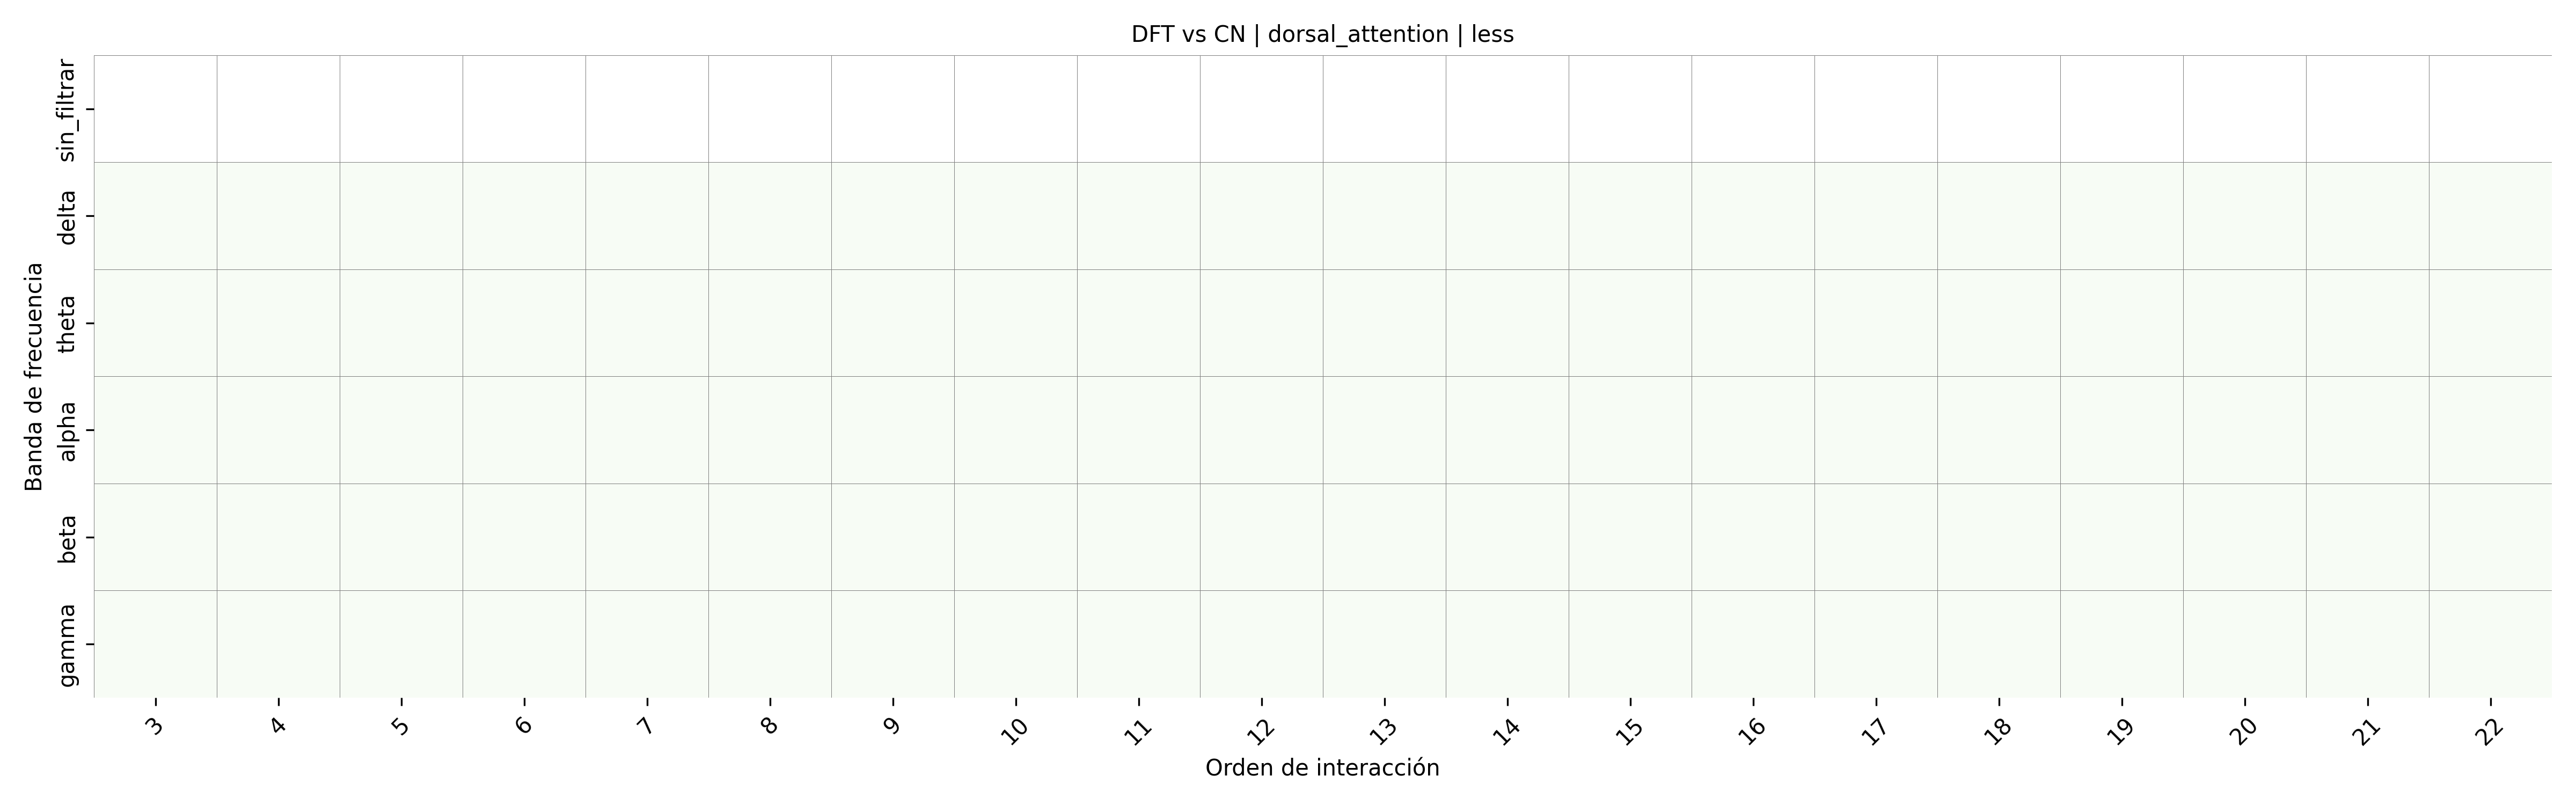 DFT vs CN | dorsal_attention | less
Banda de frecuencia
sin_filtrar
delta
theta
alpha
beta
gamma
3 4 5 6 7 8 9 10 11 12 13 14 15 16 17 18 19 20 21 22
Orden de interacción